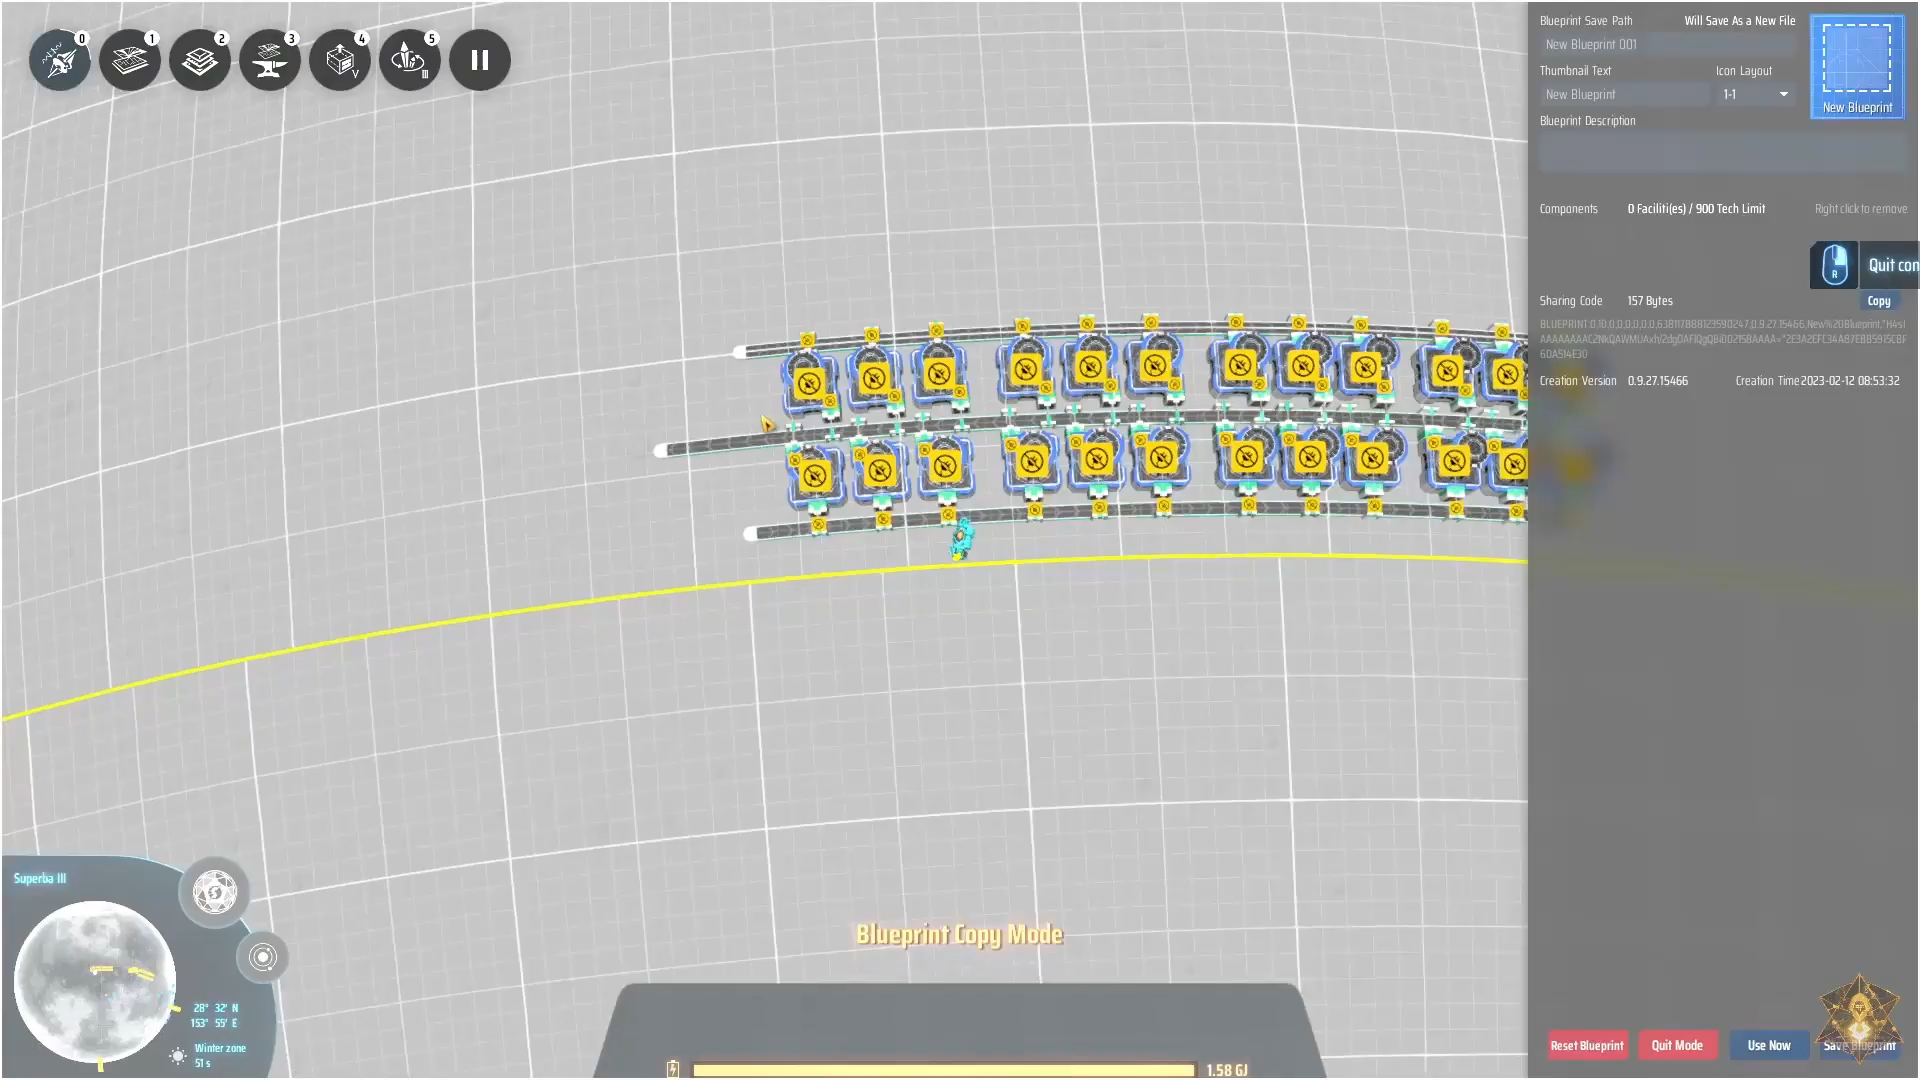 0
1
2
3
4
V
5
III
Blueprint Save Path
Will Save As a New File
New Blueprint 001
Thumbnail Text
Icon Layout
New Blueprint
1-1
New Blueprint
Blueprint Description
Components
0 Faciliti(es) / 900 Tech Limit
Right click to remove
R
Quit con
Sharing Code
157 Bytes
Copy
Creation Version
0.9.27.15466
Creation Time
2023-02-12 08:53:32
Superba III
28° 32' N
153° 55' E
Winter zone
51 s
Blueprint Copy Mode
1.58 GJ
Reset Blueprint
Quit Mode
Use Now
Save Blueprint